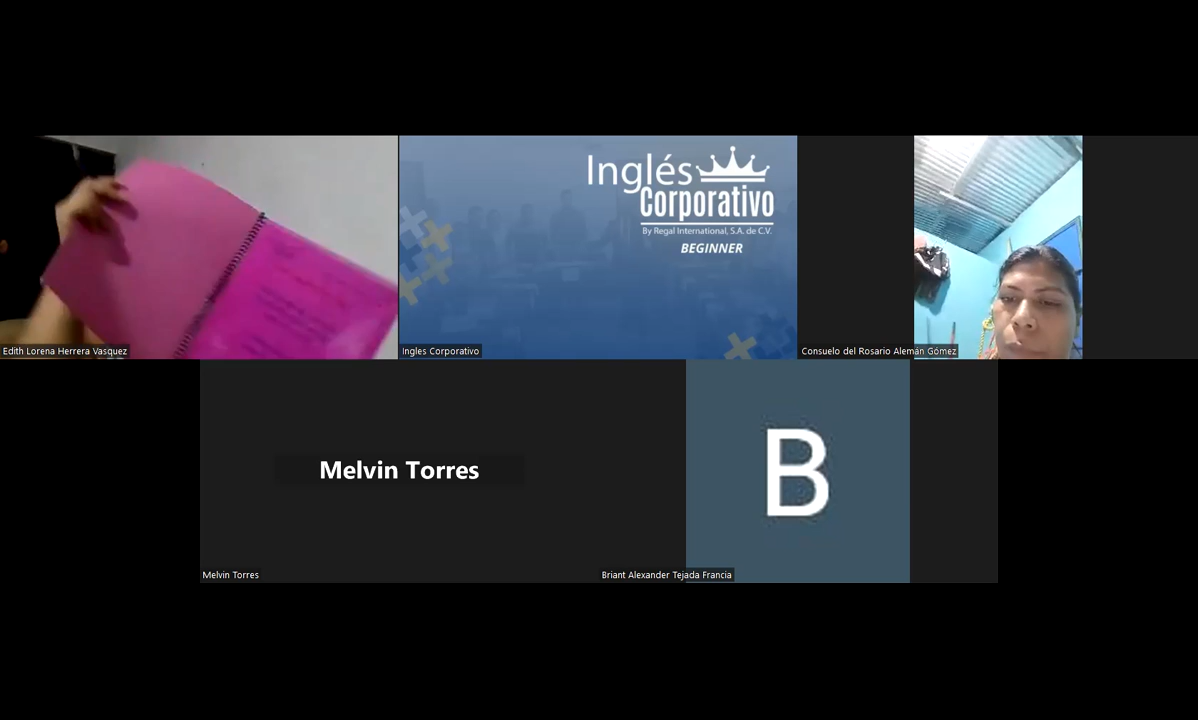 Inglés
Corporativo
By Regal International, S.A. de C.V.
BEGINNER
Edith Lorena Herrera Vasquez
Ingles Corporativo
Consuelo del Rosario Alemán Gómez
Melvin Torres
B
Melvin Torres
Briant Alexander Tejada Francia